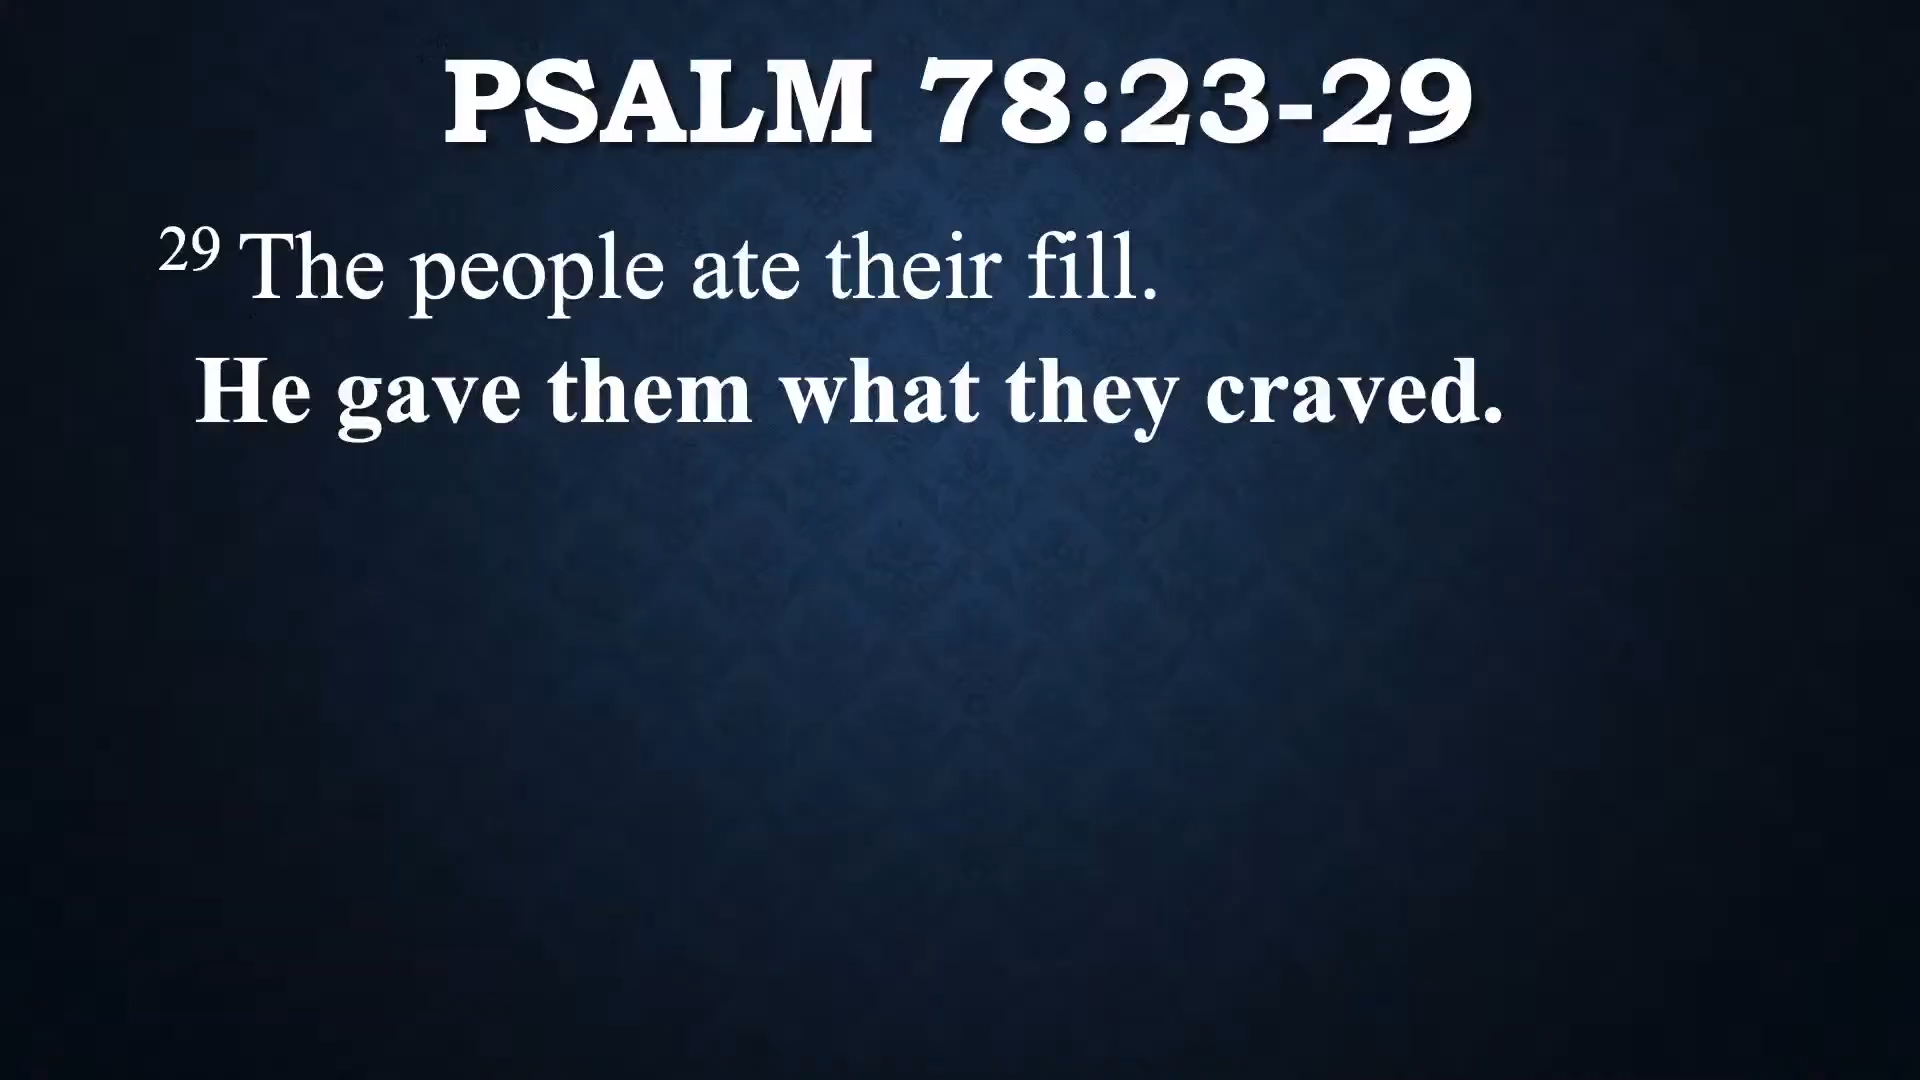 PSALM 78:23-29
29 The people ate their fill.
He gave them what they craved.